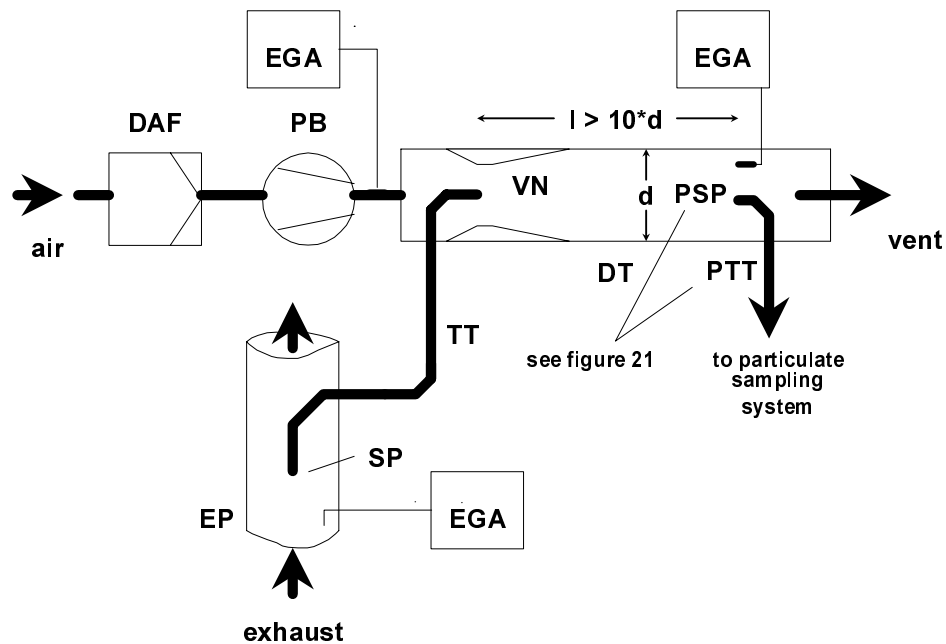 EGA
EGA
DAF
PB
l > 10*d
VN
d
PSP
air
vent
DT
PTT
TT
see figure 21
to particulate
sampling
system
SP
EP
EGA
exhaust